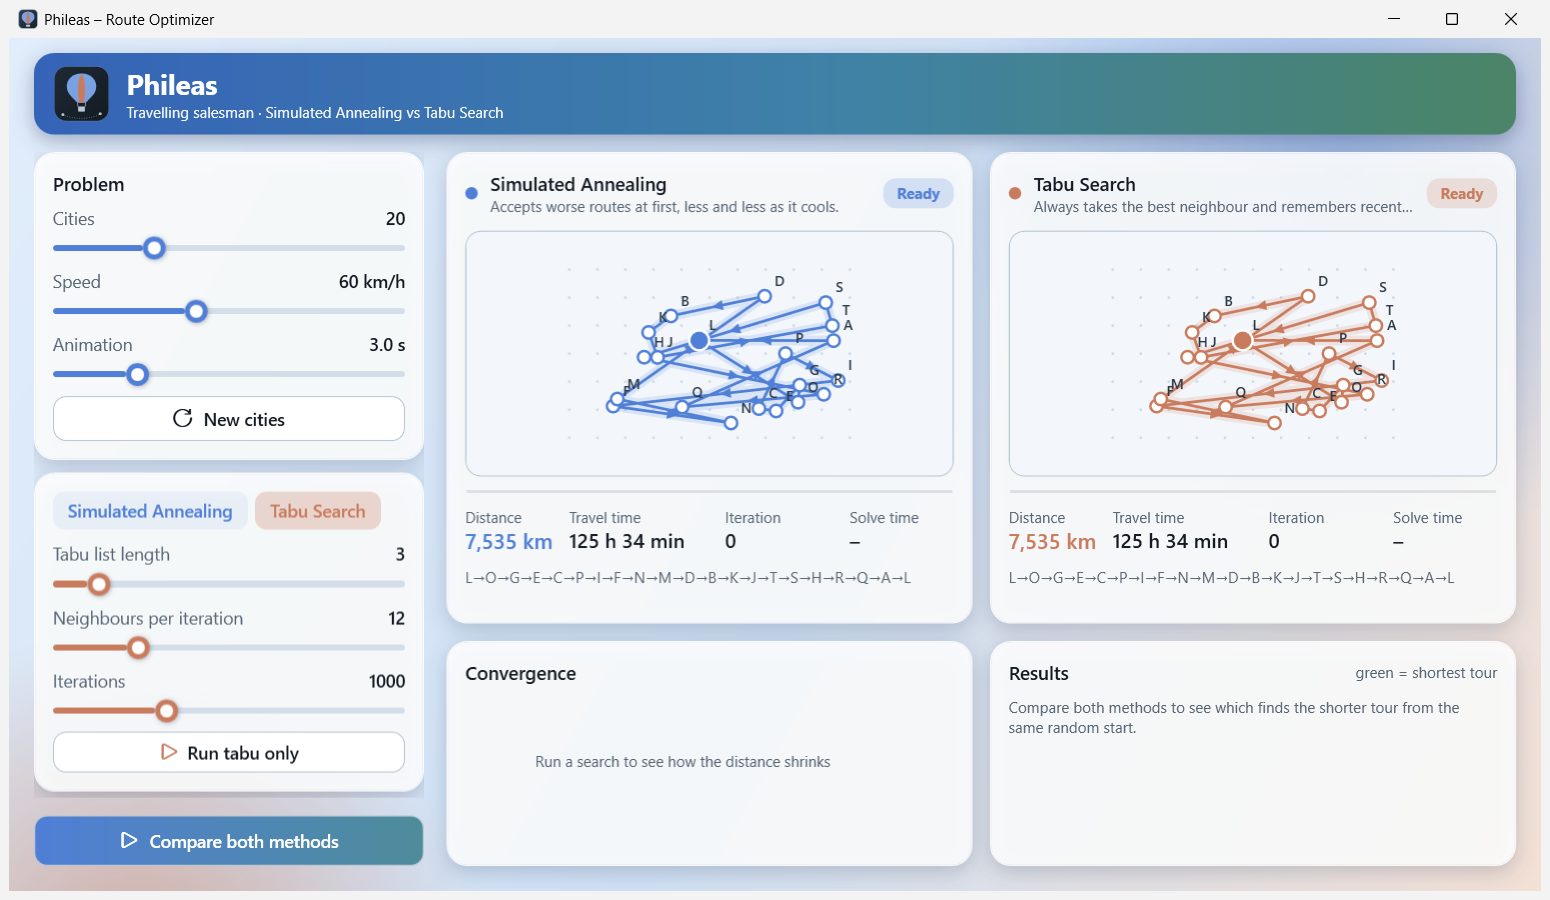 Phileas – Route Optimizer
Phileas
Travelling salesman · Simulated Annealing vs Tabu Search
Problem
Cities 20
Speed 60 km/h
Animation 3.0 s
New cities
Simulated Annealing Tabu Search
Tabu list length 3
Neighbours per iteration 12
Iterations 1000
Run tabu only
Compare both methods
Simulated Annealing
Accepts worse routes at first, less and less as it cools.
Ready
D
S
B
T
K
L
A
H J
P
I
G
R
M
F
Q
C
E
O
N
Distance Travel time Iteration Solve time
7,535 km 125 h 34 min 0 –
L→O→G→E→C→P→I→F→N→M→D→B→K→J→T→S→H→R→Q→A→L
Tabu Search
Always takes the best neighbour and remembers recent...
Ready
D
S
B
T
K
L
A
H J
P
I
G
R
M
F
Q
C
E
O
N
Distance Travel time Iteration Solve time
7,535 km 125 h 34 min 0 –
L→O→G→E→C→P→I→F→N→M→D→B→K→J→T→S→H→R→Q→A→L
Convergence
Run a search to see how the distance shrinks
Results green = shortest tour
Compare both methods to see which finds the shorter tour from the
same random start.